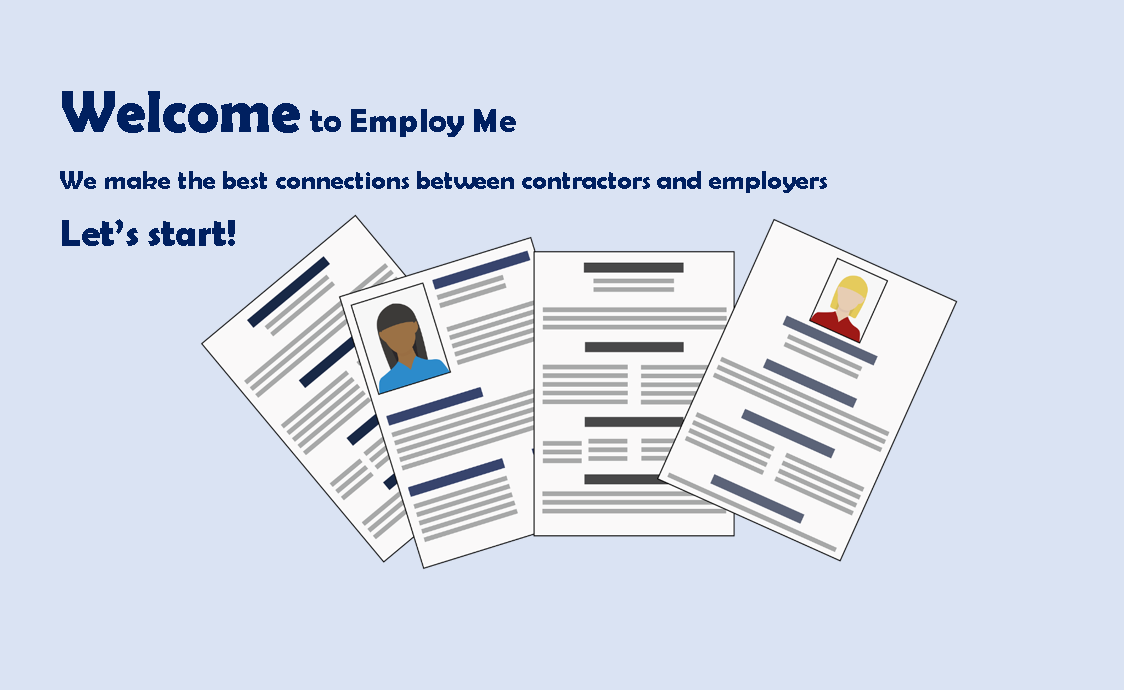 Welcome to Employ Me
We make the best connections between contractors and employers
Let's start!